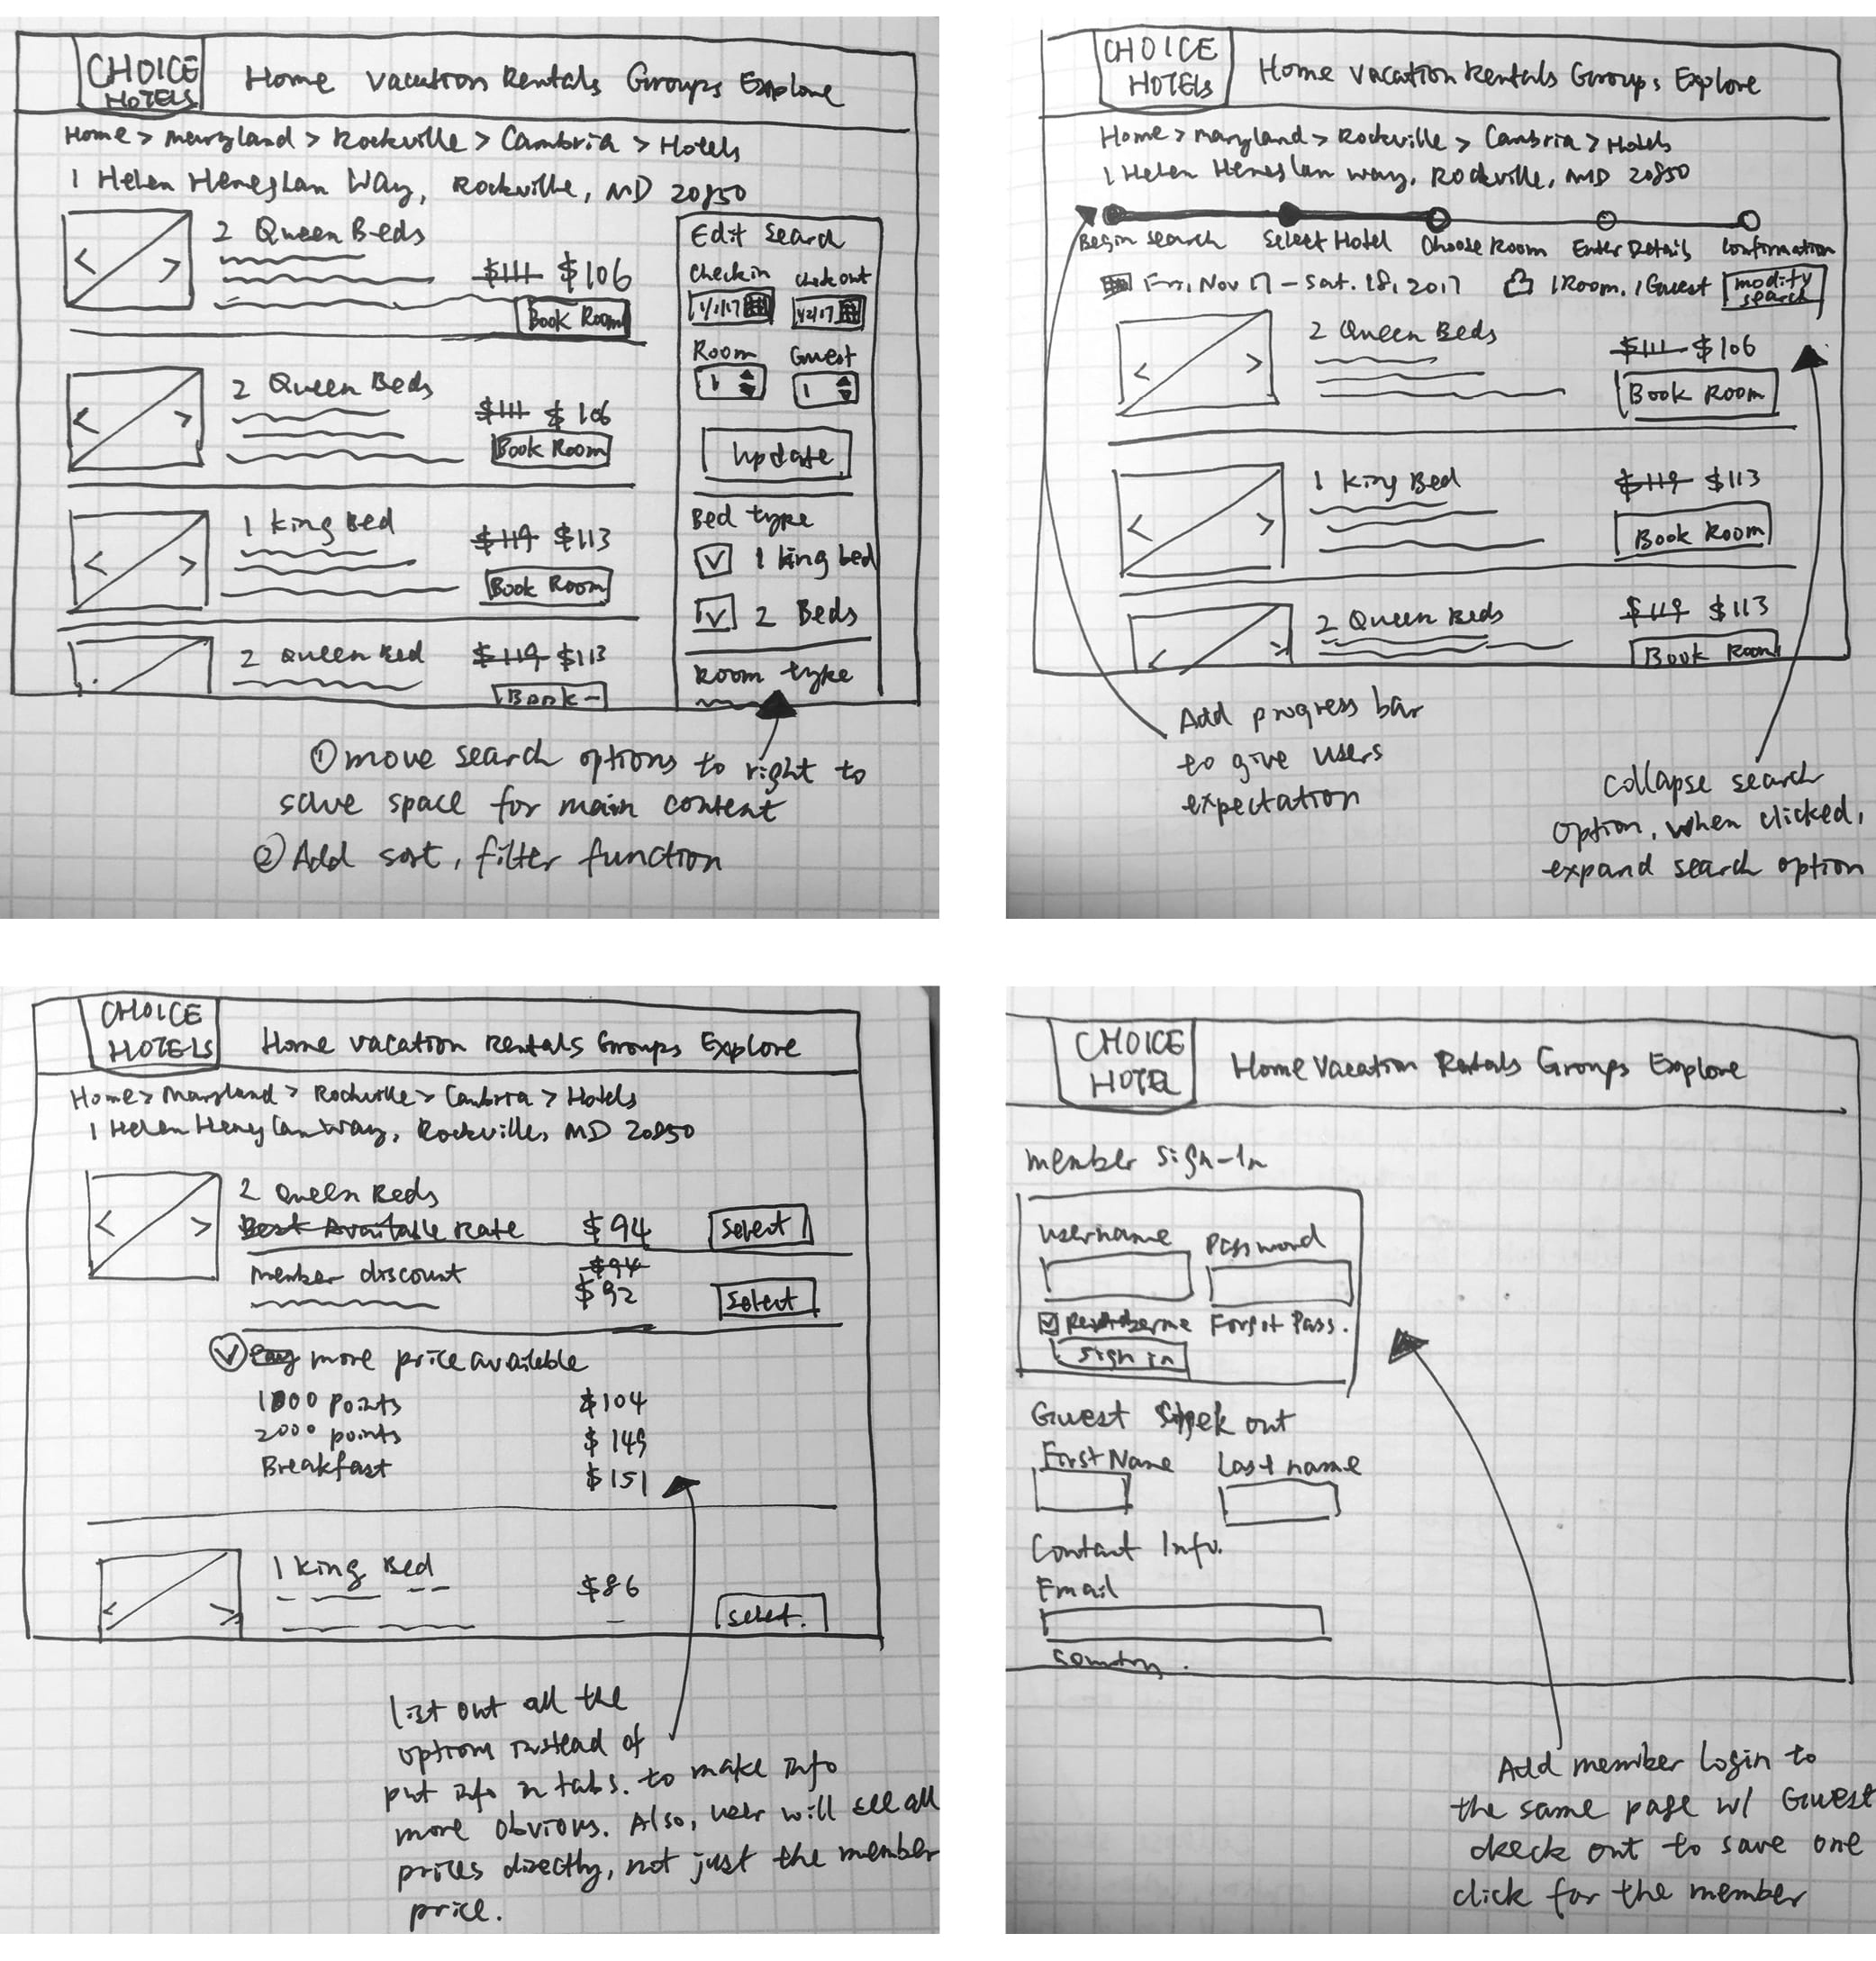 CHOICE
HOTELS
Home Vacation Rentals Groups Explore
Home > Maryland > Rockville > Cambria > Hotels
1 Helen Heneghan Way, Rockville, MD 20850
2 Queen Beds
$111 $106
Book Room
2 Queen Beds
$111 $106
Book Room
1 King Bed
$119 $113
Book Room
2 Queen Bed
$119 $113
Book
Edit Search
Check in Check out
1/1/17 1/2/17
Room Guest
1 1
Update
Bed type
1 king bed
2 Beds
Room type
① move search options to right to
save space for main content
② Add sort, filter function
CHOICE
HOTELS
Home Vacation Rentals Groups Explore
Home > Maryland > Rockville > Cambria > Hotels
1 Helen Heneghan Way, Rockville, MD 20850
Begin Search Select Hotel Choose Room Enter Details Confirmation
Fri, Nov 17 - Sat. 18, 2017 1 Room, 1 Guest modify
search
2 Queen Beds
$111 $106
Book Room
1 King Bed
$119 $113
Book Room
2 Queen Beds
$119 $113
Book Room
Add progress bar
to give users
expectation
Collapse search
option, when clicked,
expand search option
CHOICE
HOTELS
Home Vacation Rentals Groups Explore
Home > Maryland > Rockville > Cambria > Hotels
1 Helen Heneghan Way, Rockville, MD 20850
2 Queen Beds
Best Available Rate $94 Select
member discount $94
$92 Select
more price available
1000 points $104
2000 points $149
Breakfast $151
1 King Bed
$86
Select.
list out all the
options instead of
put info in tabs. to make info
more obvious. Also, user will see all
prices directly, not just the member
price.
CHOICE
HOTEL
Home Vacation Rentals Groups Explore
member sign-in
username Password
Remberme Forgot Pass.
sign in
Guest check out
First Name Last name
Contact Info.
Email
Country.
Add member login to
the same page w/ Guest
check out to save one
click for the member